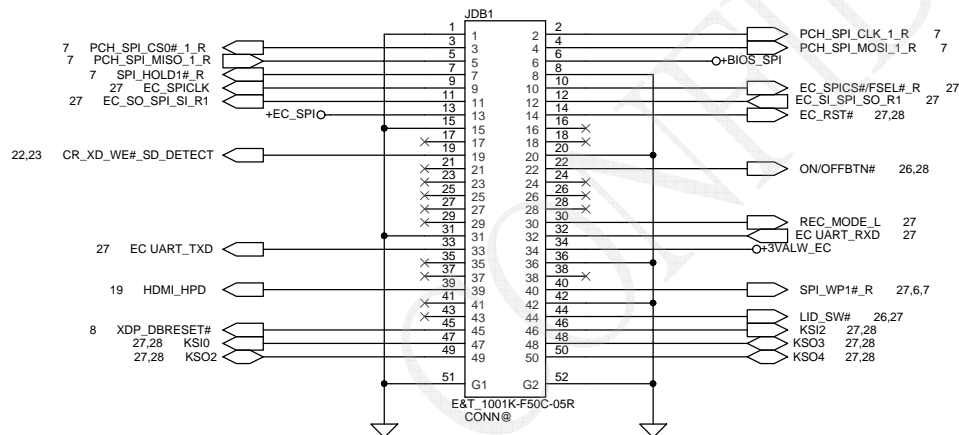 JDB1
1 1 2 2 PCH_SPI_CLK_1_R 7
7 PCH_SPI_CS0#_1_R 3 3 4 4 PCH_SPI_MOSI_1_R 7
7 PCH_SPI_MISO_1_R 5 5 6 6 +BIOS_SPI
7 SPI_HOLD1#_R 7 7 8 8
27 EC_SPICLK 9 9 10 10 EC_SPICS#/FSEL#_R 27
27 EC_SO_SPI_SI_R1 11 11 12 12 EC_SI_SPI_SO_R1 27
+EC_SPI 13 13 14 14 EC_RST# 27,28
15 15 16 16
17 17 18 18
22,23 CR_XD_WE#_SD_DETECT 19 19 20 20
21 21 22 22 ON/OFFBTN# 26,28
23 23 24 24
25 25 26 26
27 27 28 28
29 29 30 30 REC_MODE_L 27
31 31 32 32 EC UART_RXD 27
27 EC UART_TXD 33 33 34 34 +3VALW_EC
35 35 36 36
37 37 38 38
19 HDMI_HPD 39 39 40 40 SPI_WP1#_R 27,6,7
41 41 42 42
43 43 44 44 LID_SW# 26,27
8 XDP_DBRESET# 45 45 46 46 KSI2 27,28
27,28 KSI0 47 47 48 48 KSO3 27,28
27,28 KSO2 49 49 50 50 KSO4 27,28
51 G1 G2 52
E&T_1001K-F50C-05R
CONN@